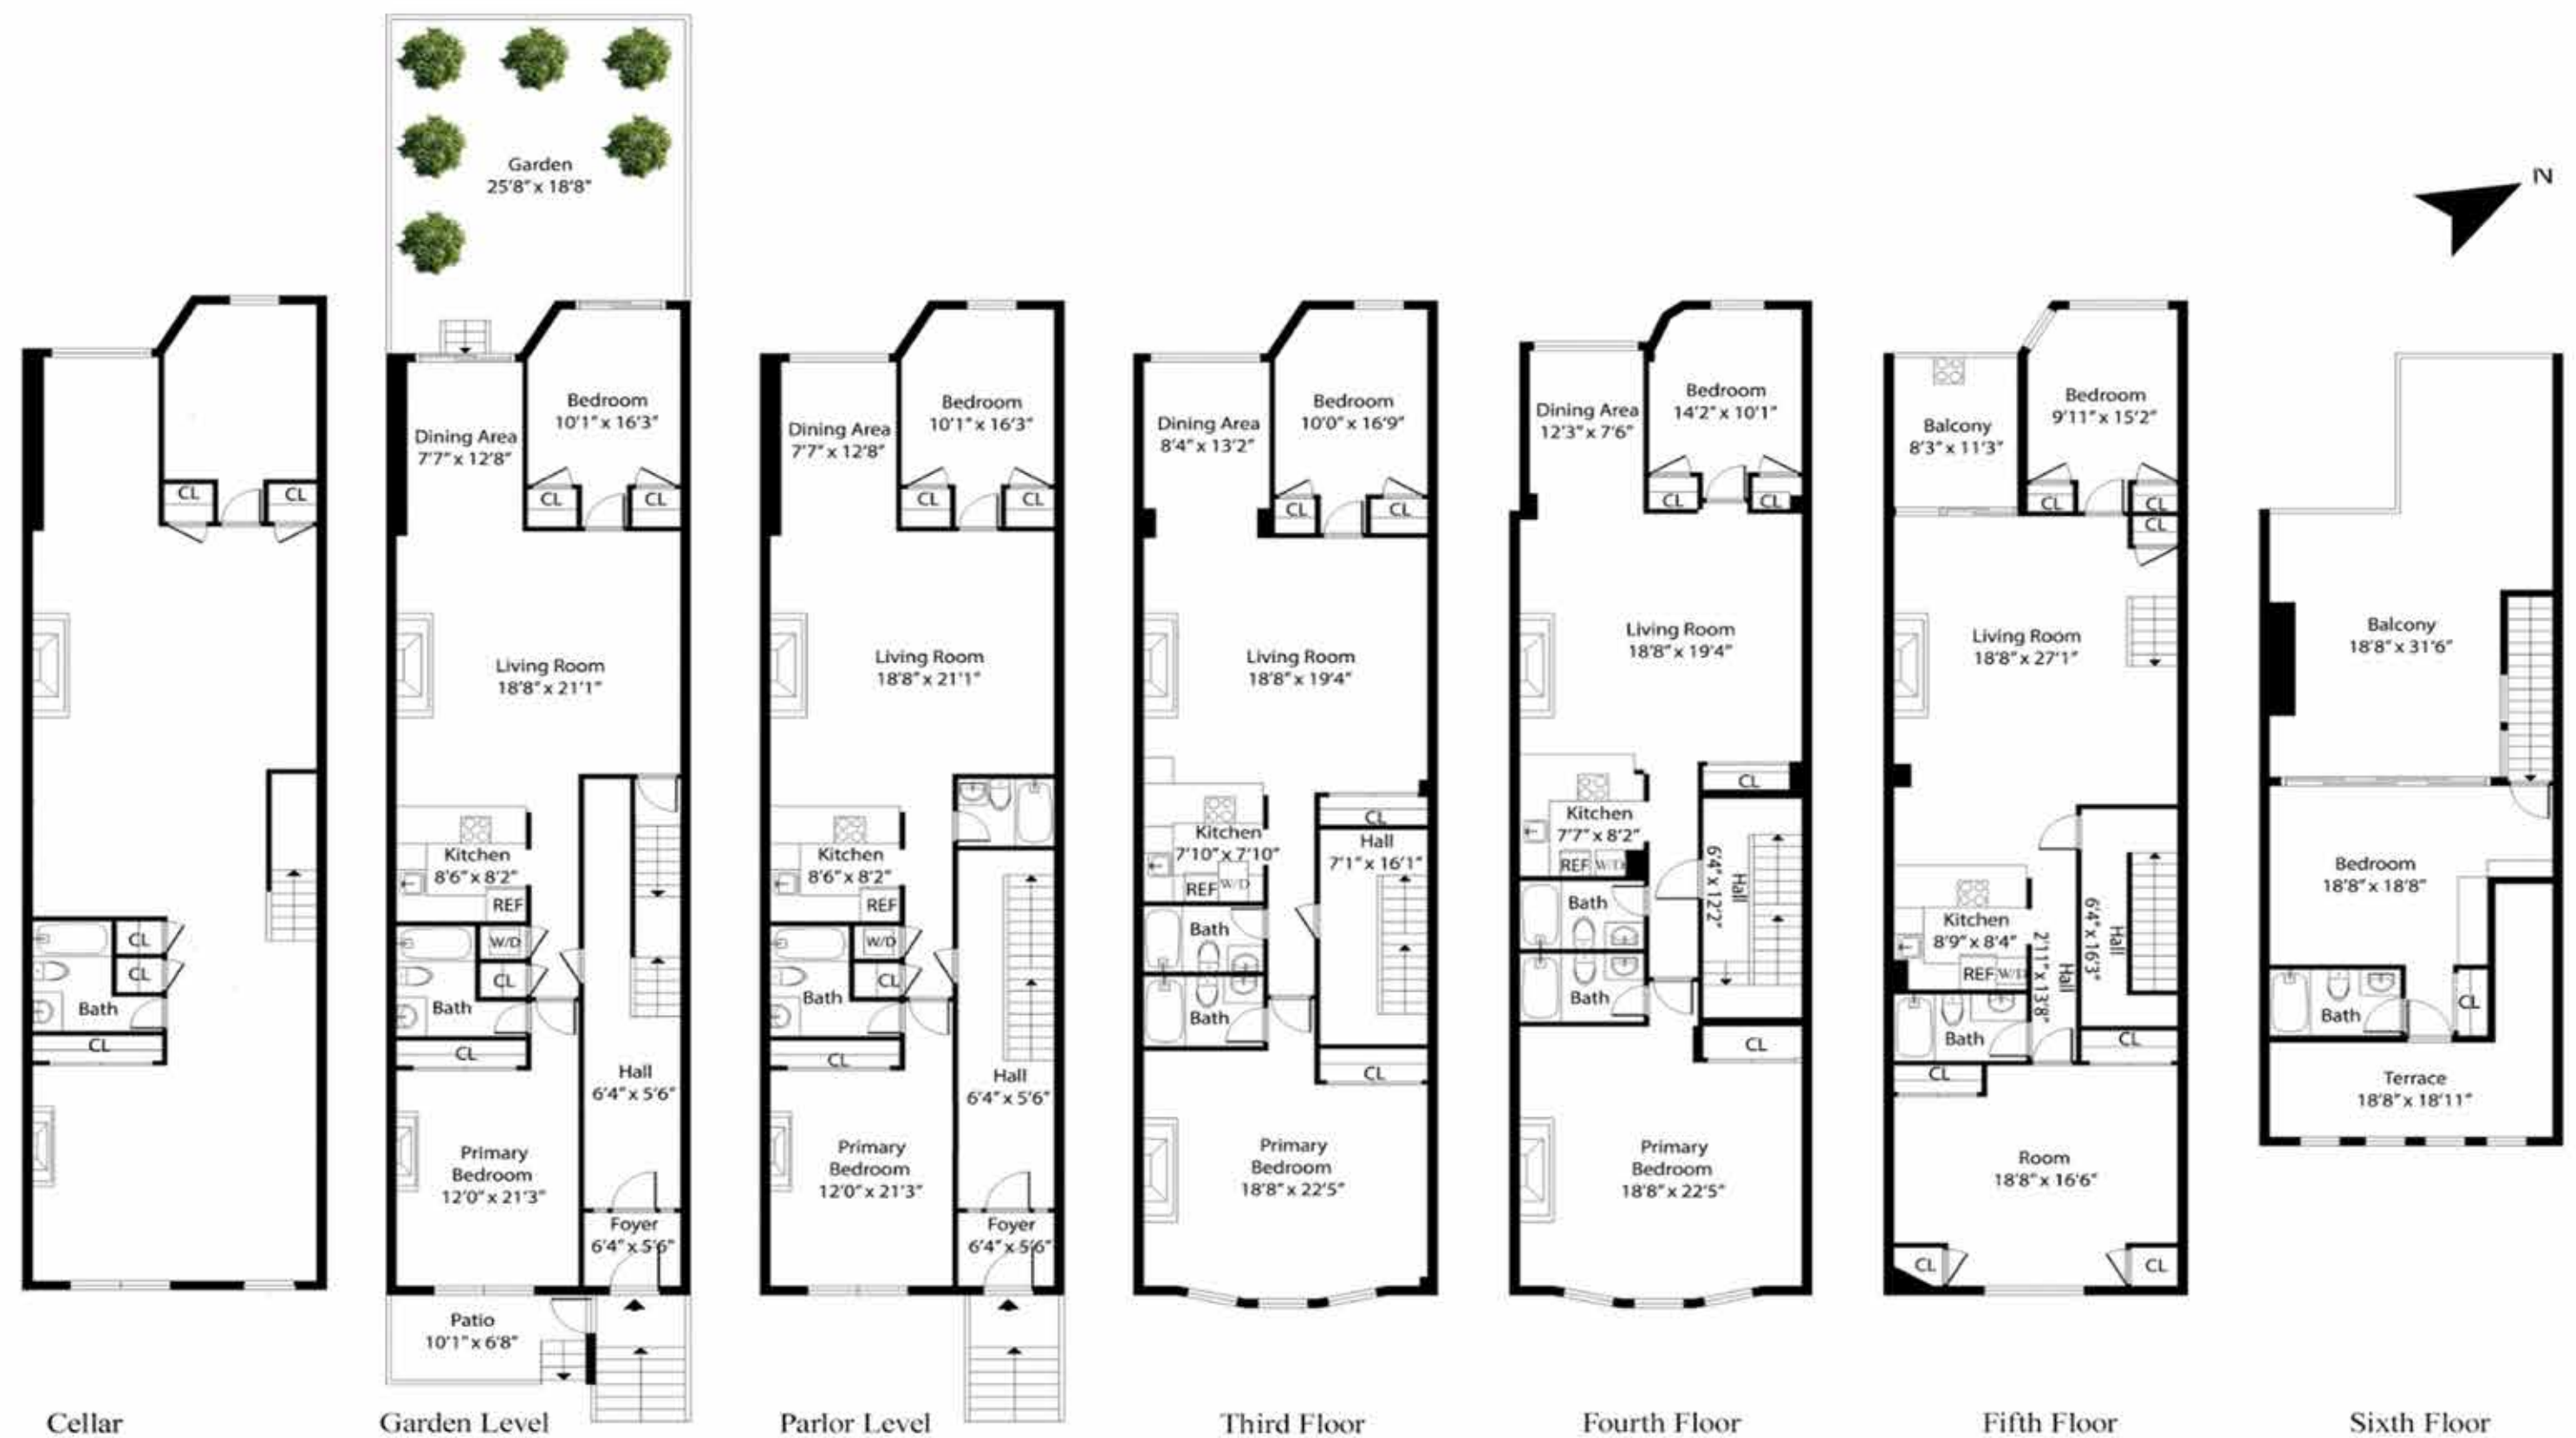 N
CL
CL
CL
CL
Bath
CL
Cellar
Garden
25'8" x 18'8"
Bedroom
10'1" x 16'3"
Dining Area
7'7" x 12'8"
CL
CL
Living Room
18'8" x 21'1"
Kitchen
8'6" x 8'2"
REF
W/D
CL
Bath
CL
Hall
6'4" x 5'6"
Primary
Bedroom
12'0" x 21'3"
Foyer
6'4" x 5'6"
Patio
10'1" x 6'8"
Garden Level
Bedroom
10'1" x 16'3"
Dining Area
7'7" x 12'8"
CL
CL
Living Room
18'8" x 21'1"
Kitchen
8'6" x 8'2"
REF
W/D
CL
Bath
CL
Hall
6'4" x 5'6"
Primary
Bedroom
12'0" x 21'3"
Foyer
6'4" x 5'6"
Parlor Level
Bedroom
10'0" x 16'9"
Dining Area
8'4" x 13'2"
CL
CL
Living Room
18'8" x 19'4"
CL
Kitchen
7'10" x 7'10"
REF
W/D
Hall
7'1" x 16'1"
Bath
Bath
CL
Primary
Bedroom
18'8" x 22'5"
Third Floor
Bedroom
14'2" x 10'1"
Dining Area
12'3" x 7'6"
CL
CL
Living Room
18'8" x 19'4"
CL
Kitchen
7'7" x 8'2"
REF
W/D
Hall
6'4" x 12'2"
Bath
Bath
CL
Primary
Bedroom
18'8" x 22'5"
Fourth Floor
Bedroom
9'11" x 15'2"
Balcony
8'3" x 11'3"
CL
CL
CL
Living Room
18'8" x 27'1"
Kitchen
8'9" x 8'4"
REF
W/D
Hall
6'4" x 16'3"
Hall
2'11" x 13'8"
Bath
CL
CL
Room
18'8" x 16'6"
CL
CL
Fifth Floor
Balcony
18'8" x 31'6"
Bedroom
18'8" x 18'8"
Bath
CL
Terrace
18'8" x 18'11"
Sixth Floor